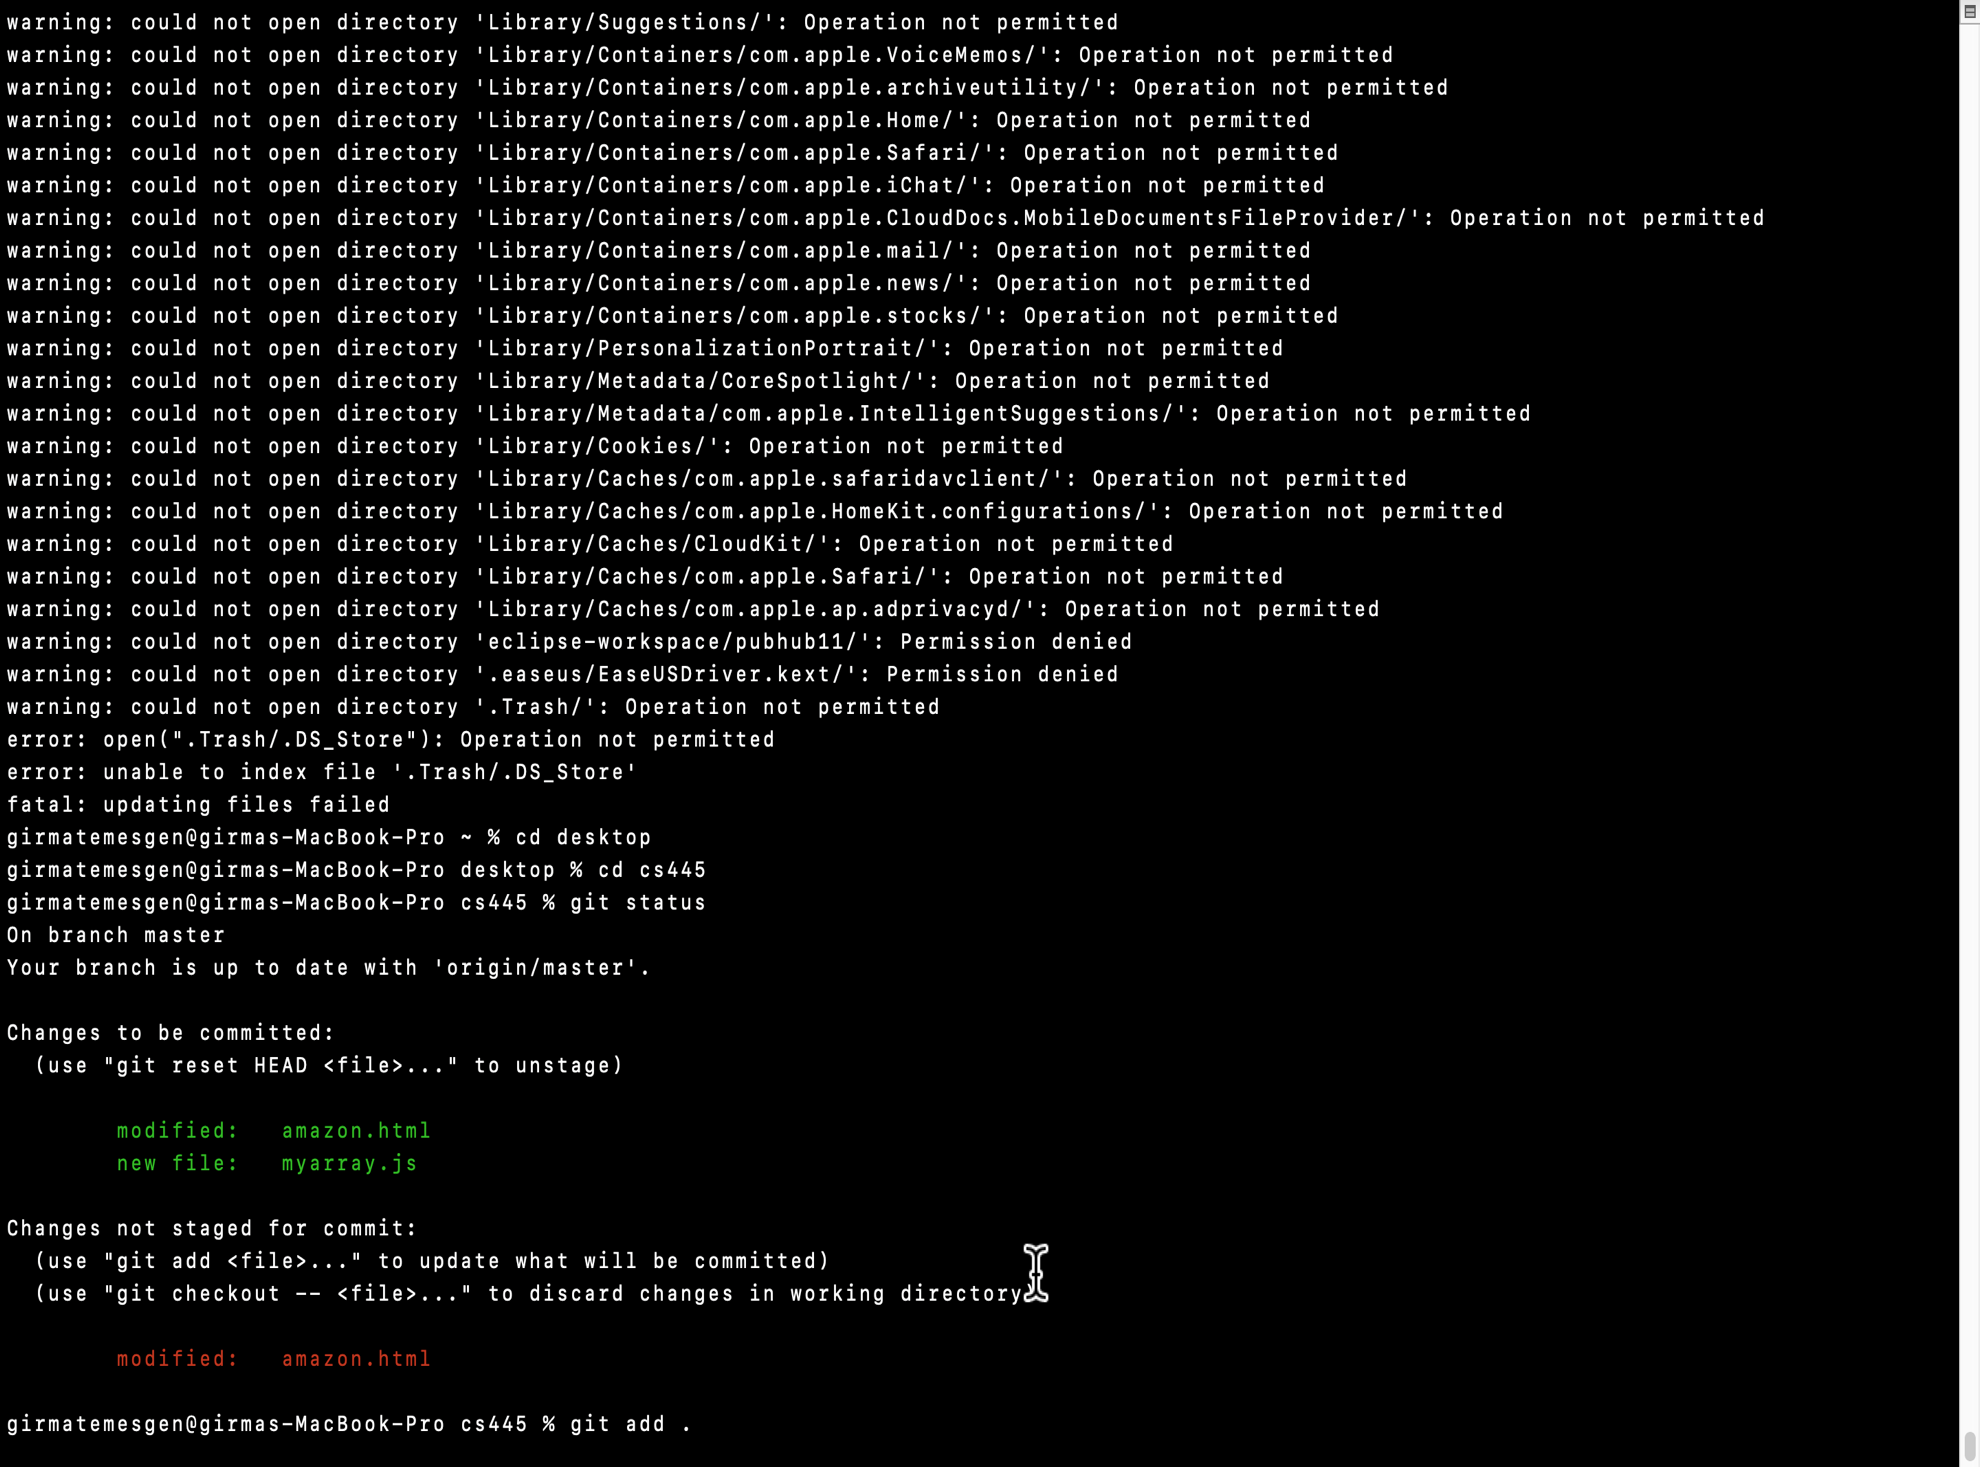 warning: could not open directory 'Library/Suggestions/': Operation not permitted
warning: could not open directory 'Library/Containers/com.apple.VoiceMemos/': Operation not permitted
warning: could not open directory 'Library/Containers/com.apple.archiveutility/': Operation not permitted
warning: could not open directory 'Library/Containers/com.apple.Home/': Operation not permitted
warning: could not open directory 'Library/Containers/com.apple.Safari/': Operation not permitted
warning: could not open directory 'Library/Containers/com.apple.iChat/': Operation not permitted
warning: could not open directory 'Library/Containers/com.apple.CloudDocs.MobileDocumentsFileProvider/': Operation not permitted
warning: could not open directory 'Library/Containers/com.apple.mail/': Operation not permitted
warning: could not open directory 'Library/Containers/com.apple.news/': Operation not permitted
warning: could not open directory 'Library/Containers/com.apple.stocks/': Operation not permitted
warning: could not open directory 'Library/PersonalizationPortrait/': Operation not permitted
warning: could not open directory 'Library/Metadata/CoreSpotlight/': Operation not permitted
warning: could not open directory 'Library/Metadata/com.apple.IntelligentSuggestions/': Operation not permitted
warning: could not open directory 'Library/Cookies/': Operation not permitted
warning: could not open directory 'Library/Caches/com.apple.safaridavclient/': Operation not permitted
warning: could not open directory 'Library/Caches/com.apple.HomeKit.configurations/': Operation not permitted
warning: could not open directory 'Library/Caches/CloudKit/': Operation not permitted
warning: could not open directory 'Library/Caches/com.apple.Safari/': Operation not permitted
warning: could not open directory 'Library/Caches/com.apple.ap.adprivacyd/': Operation not permitted
warning: could not open directory 'eclipse-workspace/pubhub11/': Permission denied
warning: could not open directory '.easeus/EaseUSDriver.kext/': Permission denied
warning: could not open directory '.Trash/': Operation not permitted
error: open(".Trash/.DS_Store"): Operation not permitted
error: unable to index file '.Trash/.DS_Store'
fatal: updating files failed
girmatemesgen@girmas-MacBook-Pro ~ % cd desktop
girmatemesgen@girmas-MacBook-Pro desktop % cd cs445
girmatemesgen@girmas-MacBook-Pro cs445 % git status
On branch master
Your branch is up to date with 'origin/master'.
Changes to be committed:
(use "git reset HEAD <file>..." to unstage)
modified: amazon.html
new file: myarray.js
Changes not staged for commit:
(use "git add <file>..." to update what will be committed)
(use "git checkout -- <file>..." to discard changes in working directory)
modified: amazon.html
girmatemesgen@girmas-MacBook-Pro cs445 % git add .